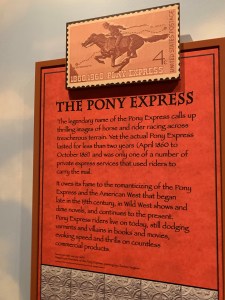 1860-1960 PONY EXPRESS
4¢
UNITED STATES POSTAGE
THE PONY EXPRESS
The legendary name of the Pony Express calls up
thrilling images of horse and rider racing across
treacherous terrain. Yet the actual Pony Express
lasted for less than two years (April 1860 to
October 1861) and was only one of a number of
private express services that used riders to
carry the mail.
It owes its fame to the romanticizing of the Pony
Express and the American West that began
late in the 19th century, in Wild West shows and
dime novels, and continues to the present.
Pony Express riders live on today, still dodging
varmints and villains in books and movies,
making speed and thrills on countless
commercial products.